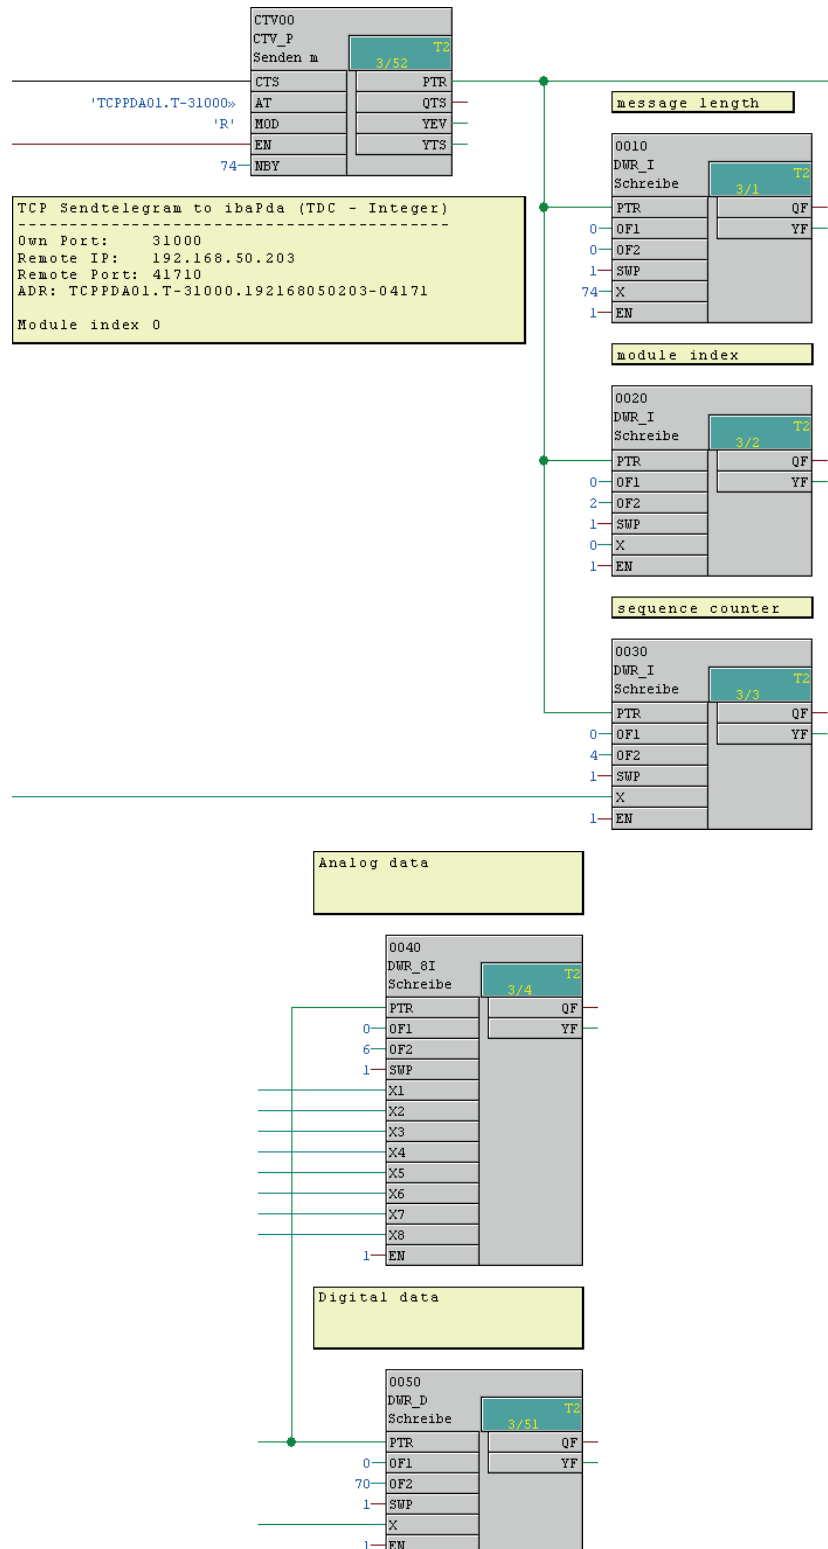 CTV00
CTV_P
Senden m
T2
3/52
CTS PTR
'TCPPDA01.T-31000» AT QTS
'R' MOD YEV
EN YTS
74 NBY
message length
0010
DWR_I
Schreibe
T2
3/1
PTR QF
0 OF1 YF
0 OF2
1 SWP
74 X
1 EN
TCP Sendtelegram to ibaPda (TDC - Integer)
------------------------------------------
Own Port: 31000
Remote IP: 192.168.50.203
Remote Port: 41710
ADR: TCPPDA01.T-31000.192168050203-04171
Module index 0
module index
0020
DWR_I
Schreibe
T2
3/2
PTR QF
0 OF1 YF
2 OF2
1 SWP
0 X
1 EN
sequence counter
0030
DWR_I
Schreibe
T2
3/3
PTR QF
0 OF1 YF
4 OF2
1 SWP
X
1 EN
Analog data
0040
DWR_8I
Schreibe
T2
3/4
PTR QF
0 OF1 YF
6 OF2
1 SWP
X1
X2
X3
X4
X5
X6
X7
X8
1 EN
Digital data
0050
DWR_D
Schreibe
T2
3/51
PTR QF
0 OF1 YF
70 OF2
1 SWP
X
1 EN